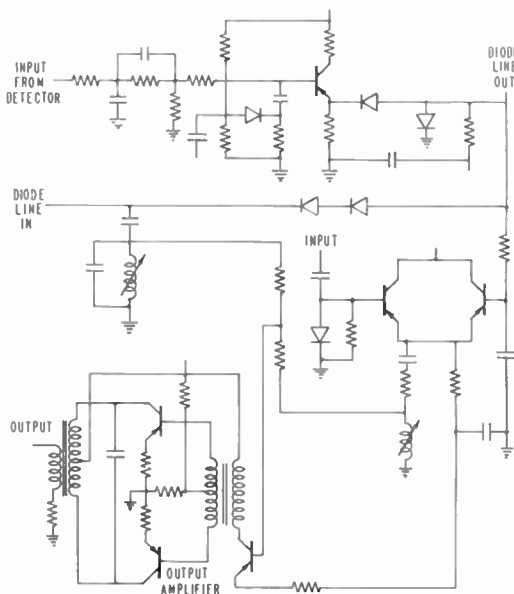 INPUT
FROM
DETECTOR
DIODE
LINE
OUT
DIODE
LINE
IN
INPUT
OUTPUT
OUTPUT
AMPLIFIER